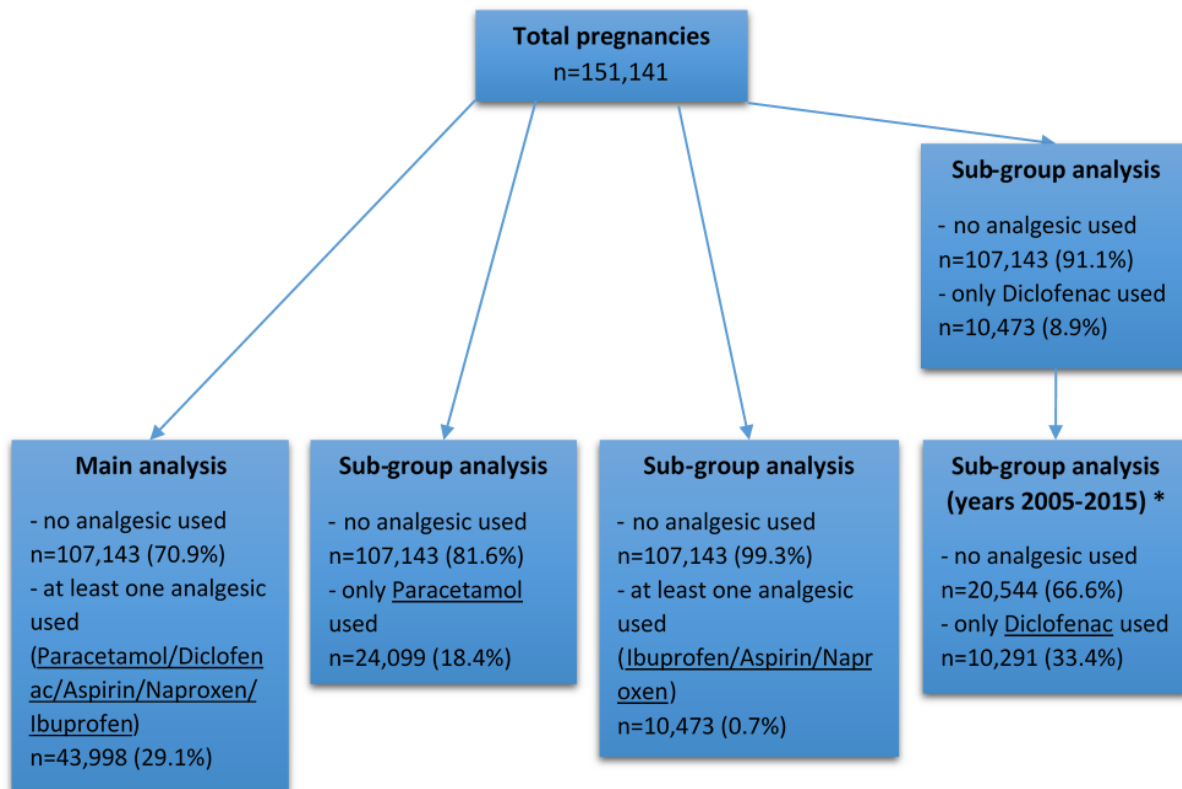 Total pregnancies
n=151,141
Sub-group analysis
- no analgesic used
n=107,143 (91.1%)
- only Diclofenac used
n=10,473 (8.9%)
Main analysis
- no analgesic used
n=107,143 (70.9%)
- at least one analgesic
used
(Paracetamol/Diclofen
ac/Aspirin/Naproxen/
Ibuprofen)
n=43,998 (29.1%)
Sub-group analysis
- no analgesic used
n=107,143 (81.6%)
- only Paracetamol
used
n=24,099 (18.4%)
Sub-group analysis
- no analgesic used
n=107,143 (99.3%)
- at least one analgesic
used
(Ibuprofen/Aspirin/Napr
oxen)
n=10,473 (0.7%)
Sub-group analysis
(years 2005-2015) *
- no analgesic used
n=20,544 (66.6%)
- only Diclofenac used
n=10,291 (33.4%)